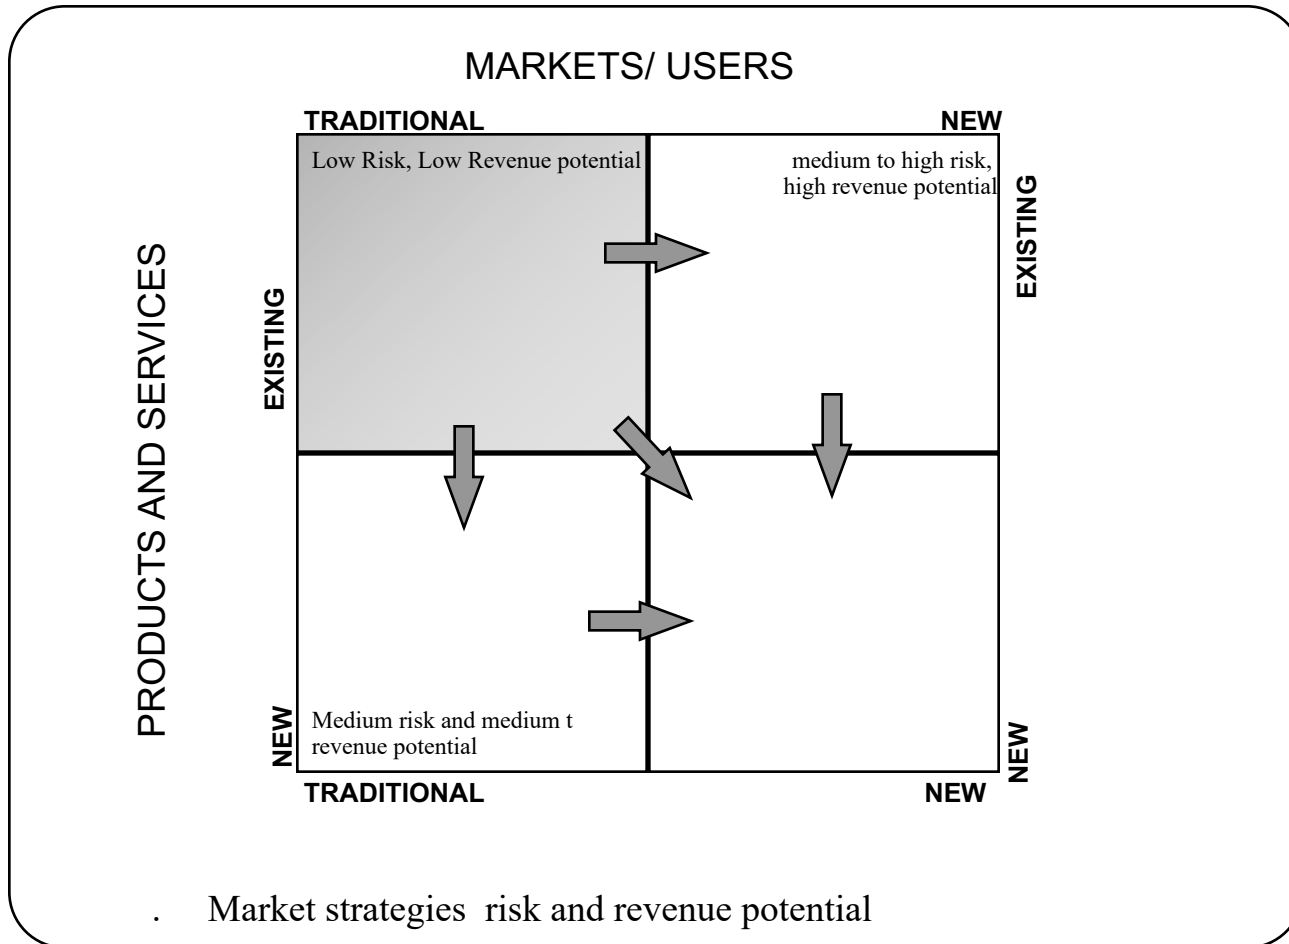 MARKETS/ USERS
TRADITIONAL
NEW
Low Risk, Low Revenue potential
medium to high risk,
high revenue potential
EXISTING
EXISTING
PRODUCTS AND SERVICES
Medium risk and medium t
revenue potential
NEW
NEW
TRADITIONAL
NEW
. Market strategies risk and revenue potential